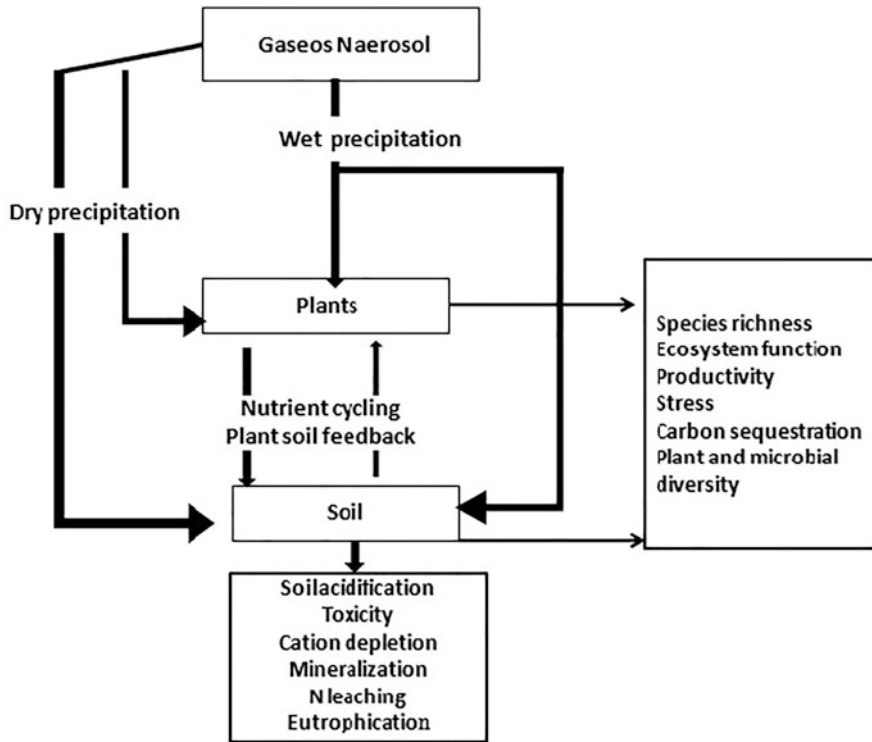 Gaseos Naerosol
Wet precipitation
Dry precipitation
Plants
Nutrient cycling
Plant soil feedback
Soil
Species richness
Ecosystem function
Productivity
Stress
Carbon sequestration
Plant and microbial
diversity
Soilacidification
Toxicity
Cation depletion
Mineralization
N leaching
Eutrophication